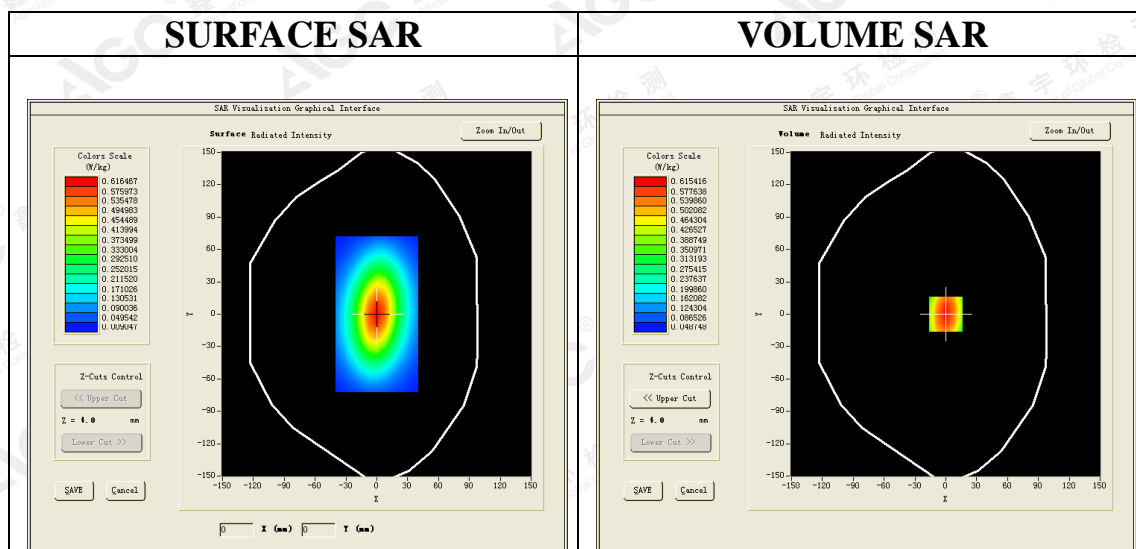 SURFACE SAR
VOLUME SAR
SAR Visualisation Graphical Interface
Surface Radiated Intensity
Zoom In/Out
Colors Scale
(W/kg)
0.616467
0.575973
0.535478
0.494983
0.454489
0.413994
0.373499
0.333004
0.292510
0.252015
0.211520
0.171026
0.130531
0.090036
0.049542
0.009047
150
120
90
60
30
0
-30
-60
-90
-120
-150
Y
-150 -120 -90 -60 -30 0 30 60 90 120 150
X
Z-Cuts Control
<< Upper Cut
Z = 4.0 mm
Lower Cut >>
SAVE Cancel
0 X (mm) 0 Y (mm)
SAR Visualisation Graphical Interface
Volume Radiated Intensity
Zoom In/Out
Colors Scale
(W/kg)
0.615416
0.577638
0.539860
0.502082
0.464304
0.426527
0.388749
0.350971
0.313193
0.275415
0.237637
0.199860
0.162082
0.124304
0.086526
0.048748
150
120
90
60
30
0
-30
-60
-90
-120
-150
Y
-150 -120 -90 -60 -30 0 30 60 90 120 150
X
Z-Cuts Control
<< Upper Cut
Z = 4.0 mm
Lower Cut >>
SAVE Cancel